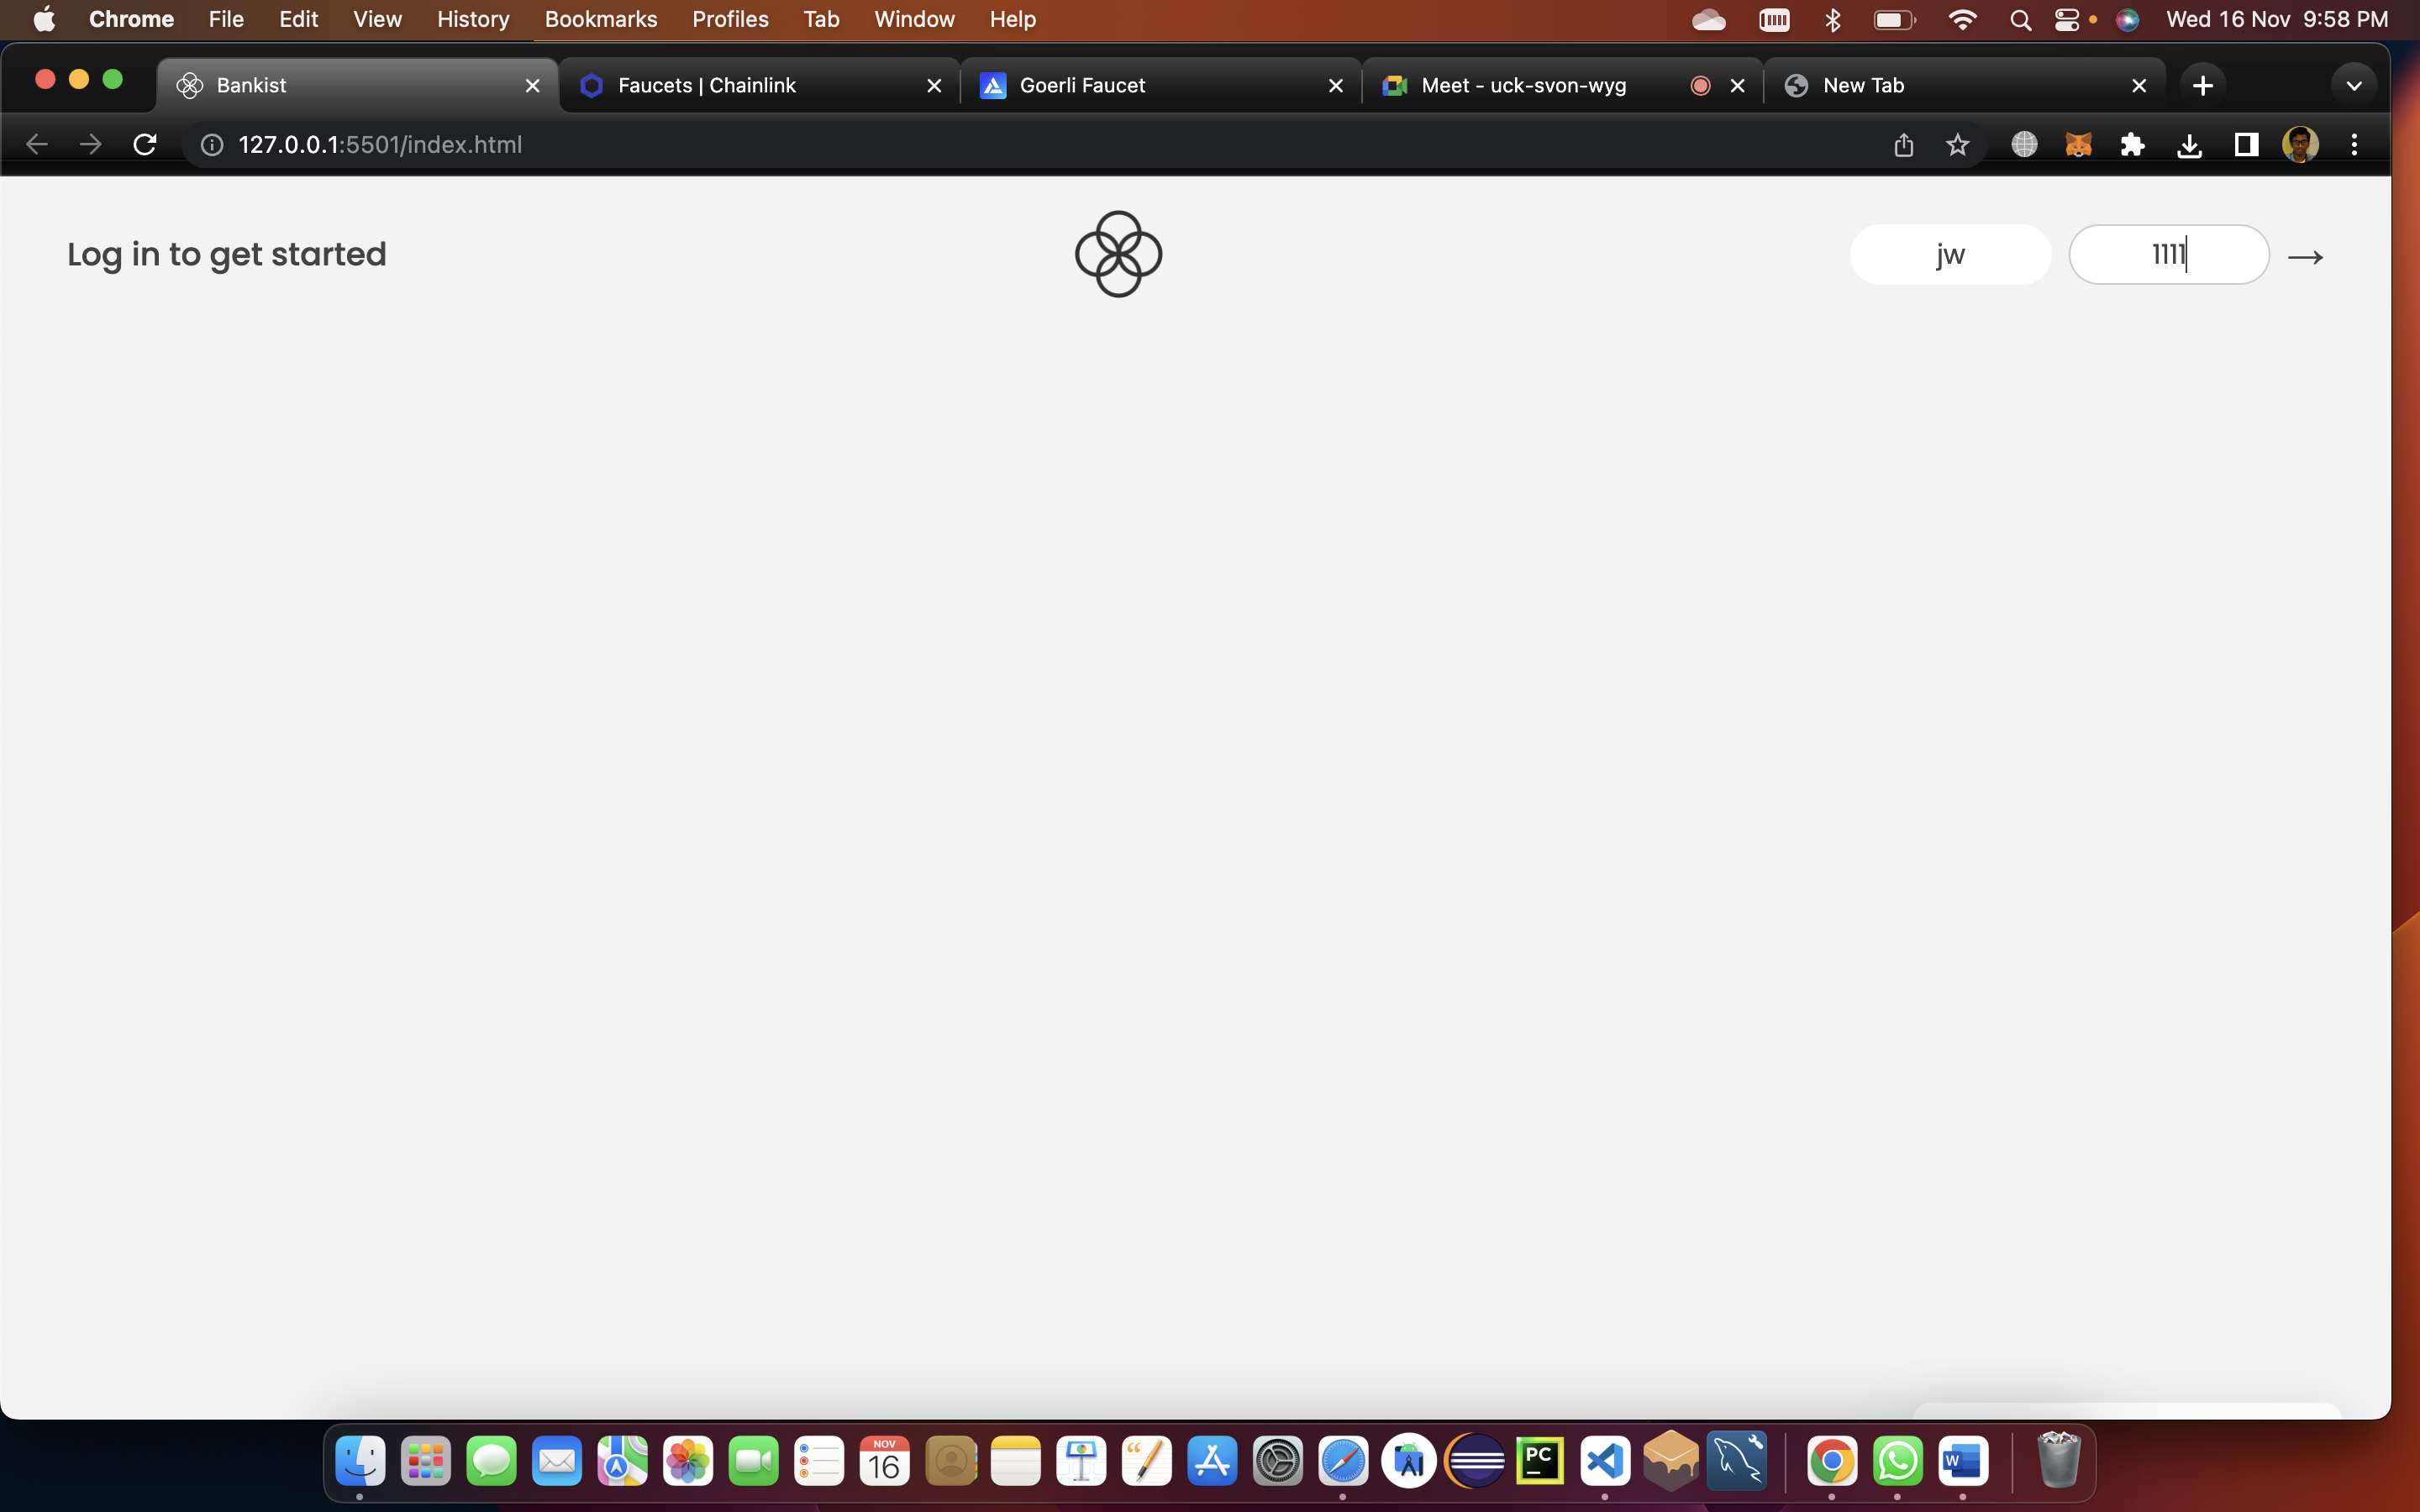 Chrome File Edit View History Bookmarks Profiles Tab Window Help Wed 16 Nov 9:58 PM
Bankist Faucets | Chainlink Goerli Faucet Meet - uck-svon-wyg New Tab
127.0.0.1:5501/index.html
Log in to get started jw 1111 →
NOV
16
PC
W